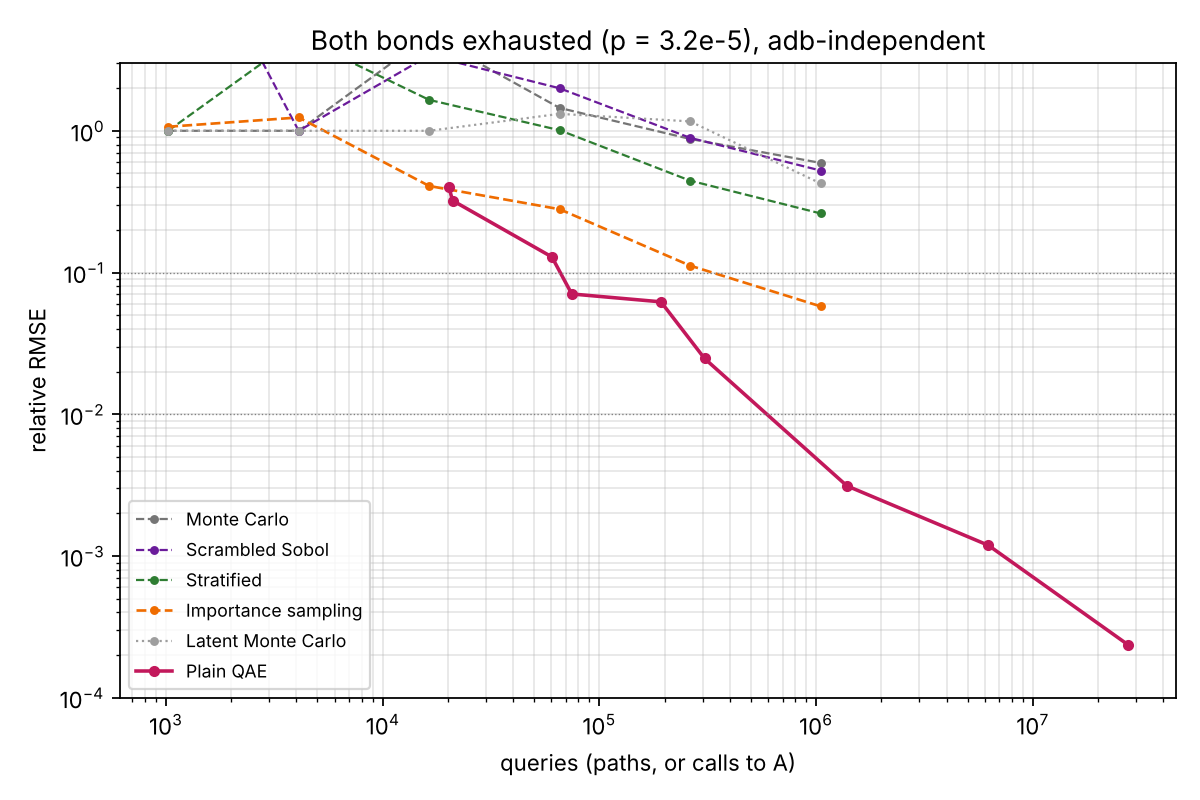 Both bonds exhausted (p = 3.2e-5), adb-independent
relative RMSE
10⁰
10⁻¹
10⁻²
10⁻³
10⁻⁴
Monte Carlo
Scrambled Sobol
Stratified
Importance sampling
Latent Monte Carlo
Plain QAE
10³ 10⁴ 10⁵ 10⁶ 10⁷
queries (paths, or calls to A)